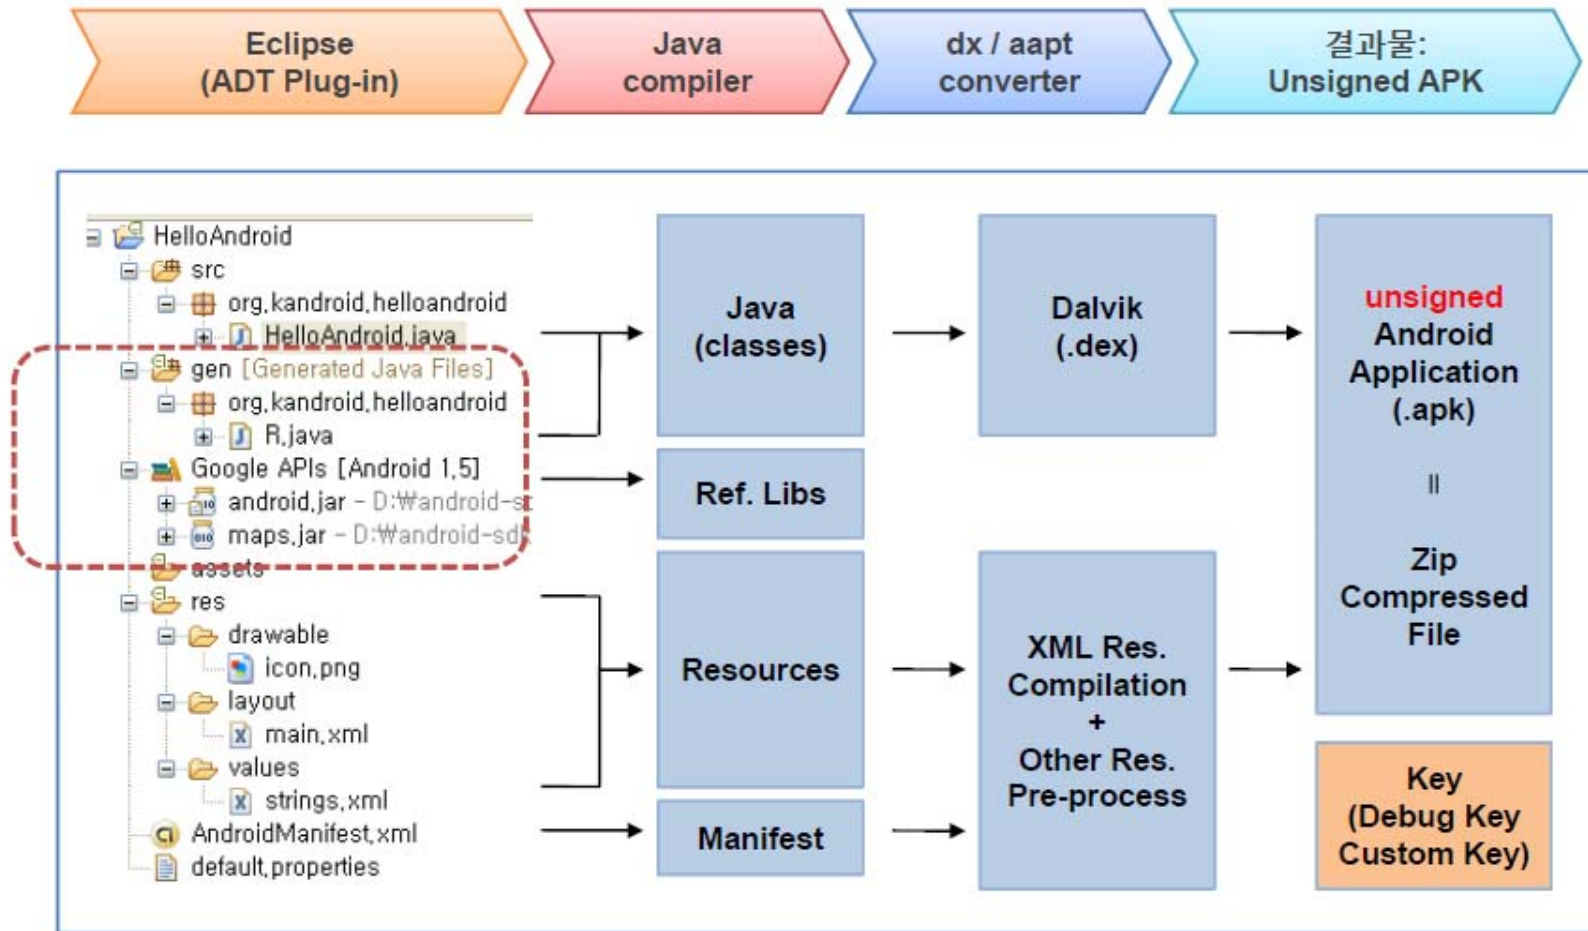 Eclipse
(ADT Plug-in)
Java
compiler
dx / aapt
converter
결과물:
Unsigned APK
HelloAndroid
src
org.kandroid.helloandroid
HelloAndroid.java
gen [Generated Java Files]
org.kandroid.helloandroid
R.java
Google APIs [Android 1.5]
android.jar - D:₩android-sd
maps.jar - D:₩android-sdk
assets
res
drawable
icon.png
layout
main.xml
values
strings.xml
AndroidManifest.xml
default.properties
Java
(classes)
Ref. Libs
Resources
Manifest
Dalvik
(.dex)
XML Res.
Compilation
+
Other Res.
Pre-process
unsigned
Android
Application
(.apk)
=
Zip
Compressed
File
Key
(Debug Key
Custom Key)